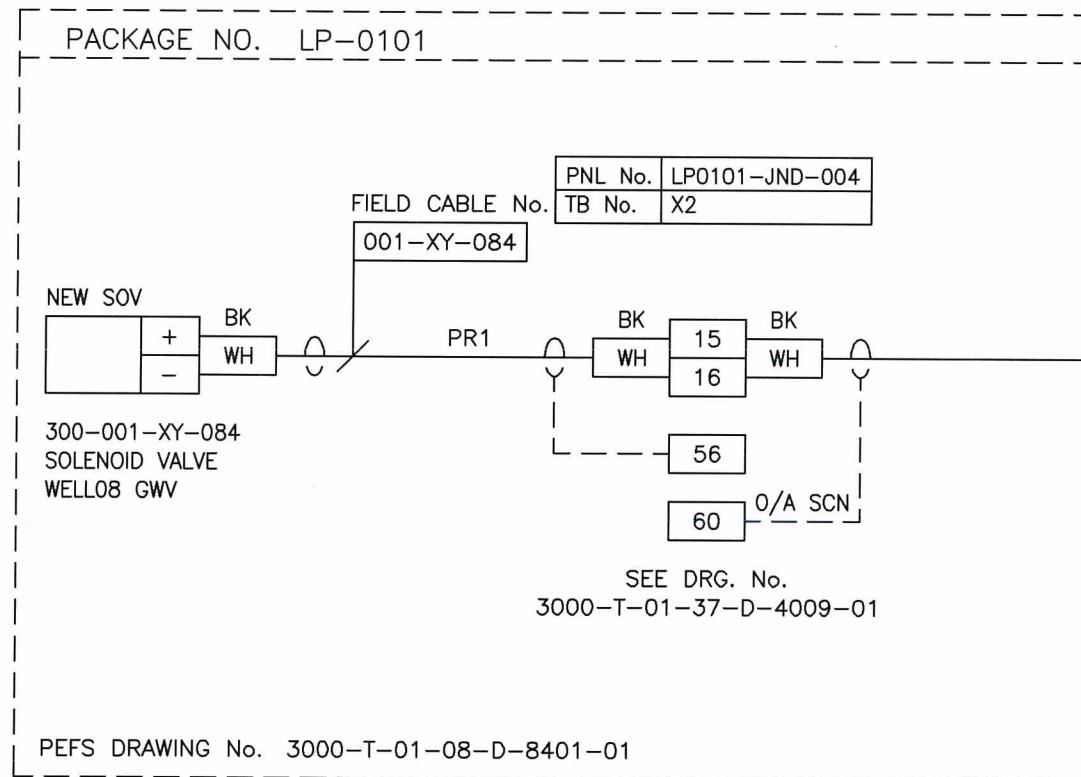 PACKAGE NO. LP-0101
PNL No. LP0101-JND-004
FIELD CABLE No. TB No. X2
001-XY-084
NEW SOV
+ BK PR1 BK 15 BK
- WH WH 16 WH
300-001-XY-084
SOLENOID VALVE
WELL08 GWV
56
60 O/A SCN
SEE DRG. No.
3000-T-01-37-D-4009-01
PEFS DRAWING No. 3000-T-01-08-D-8401-01